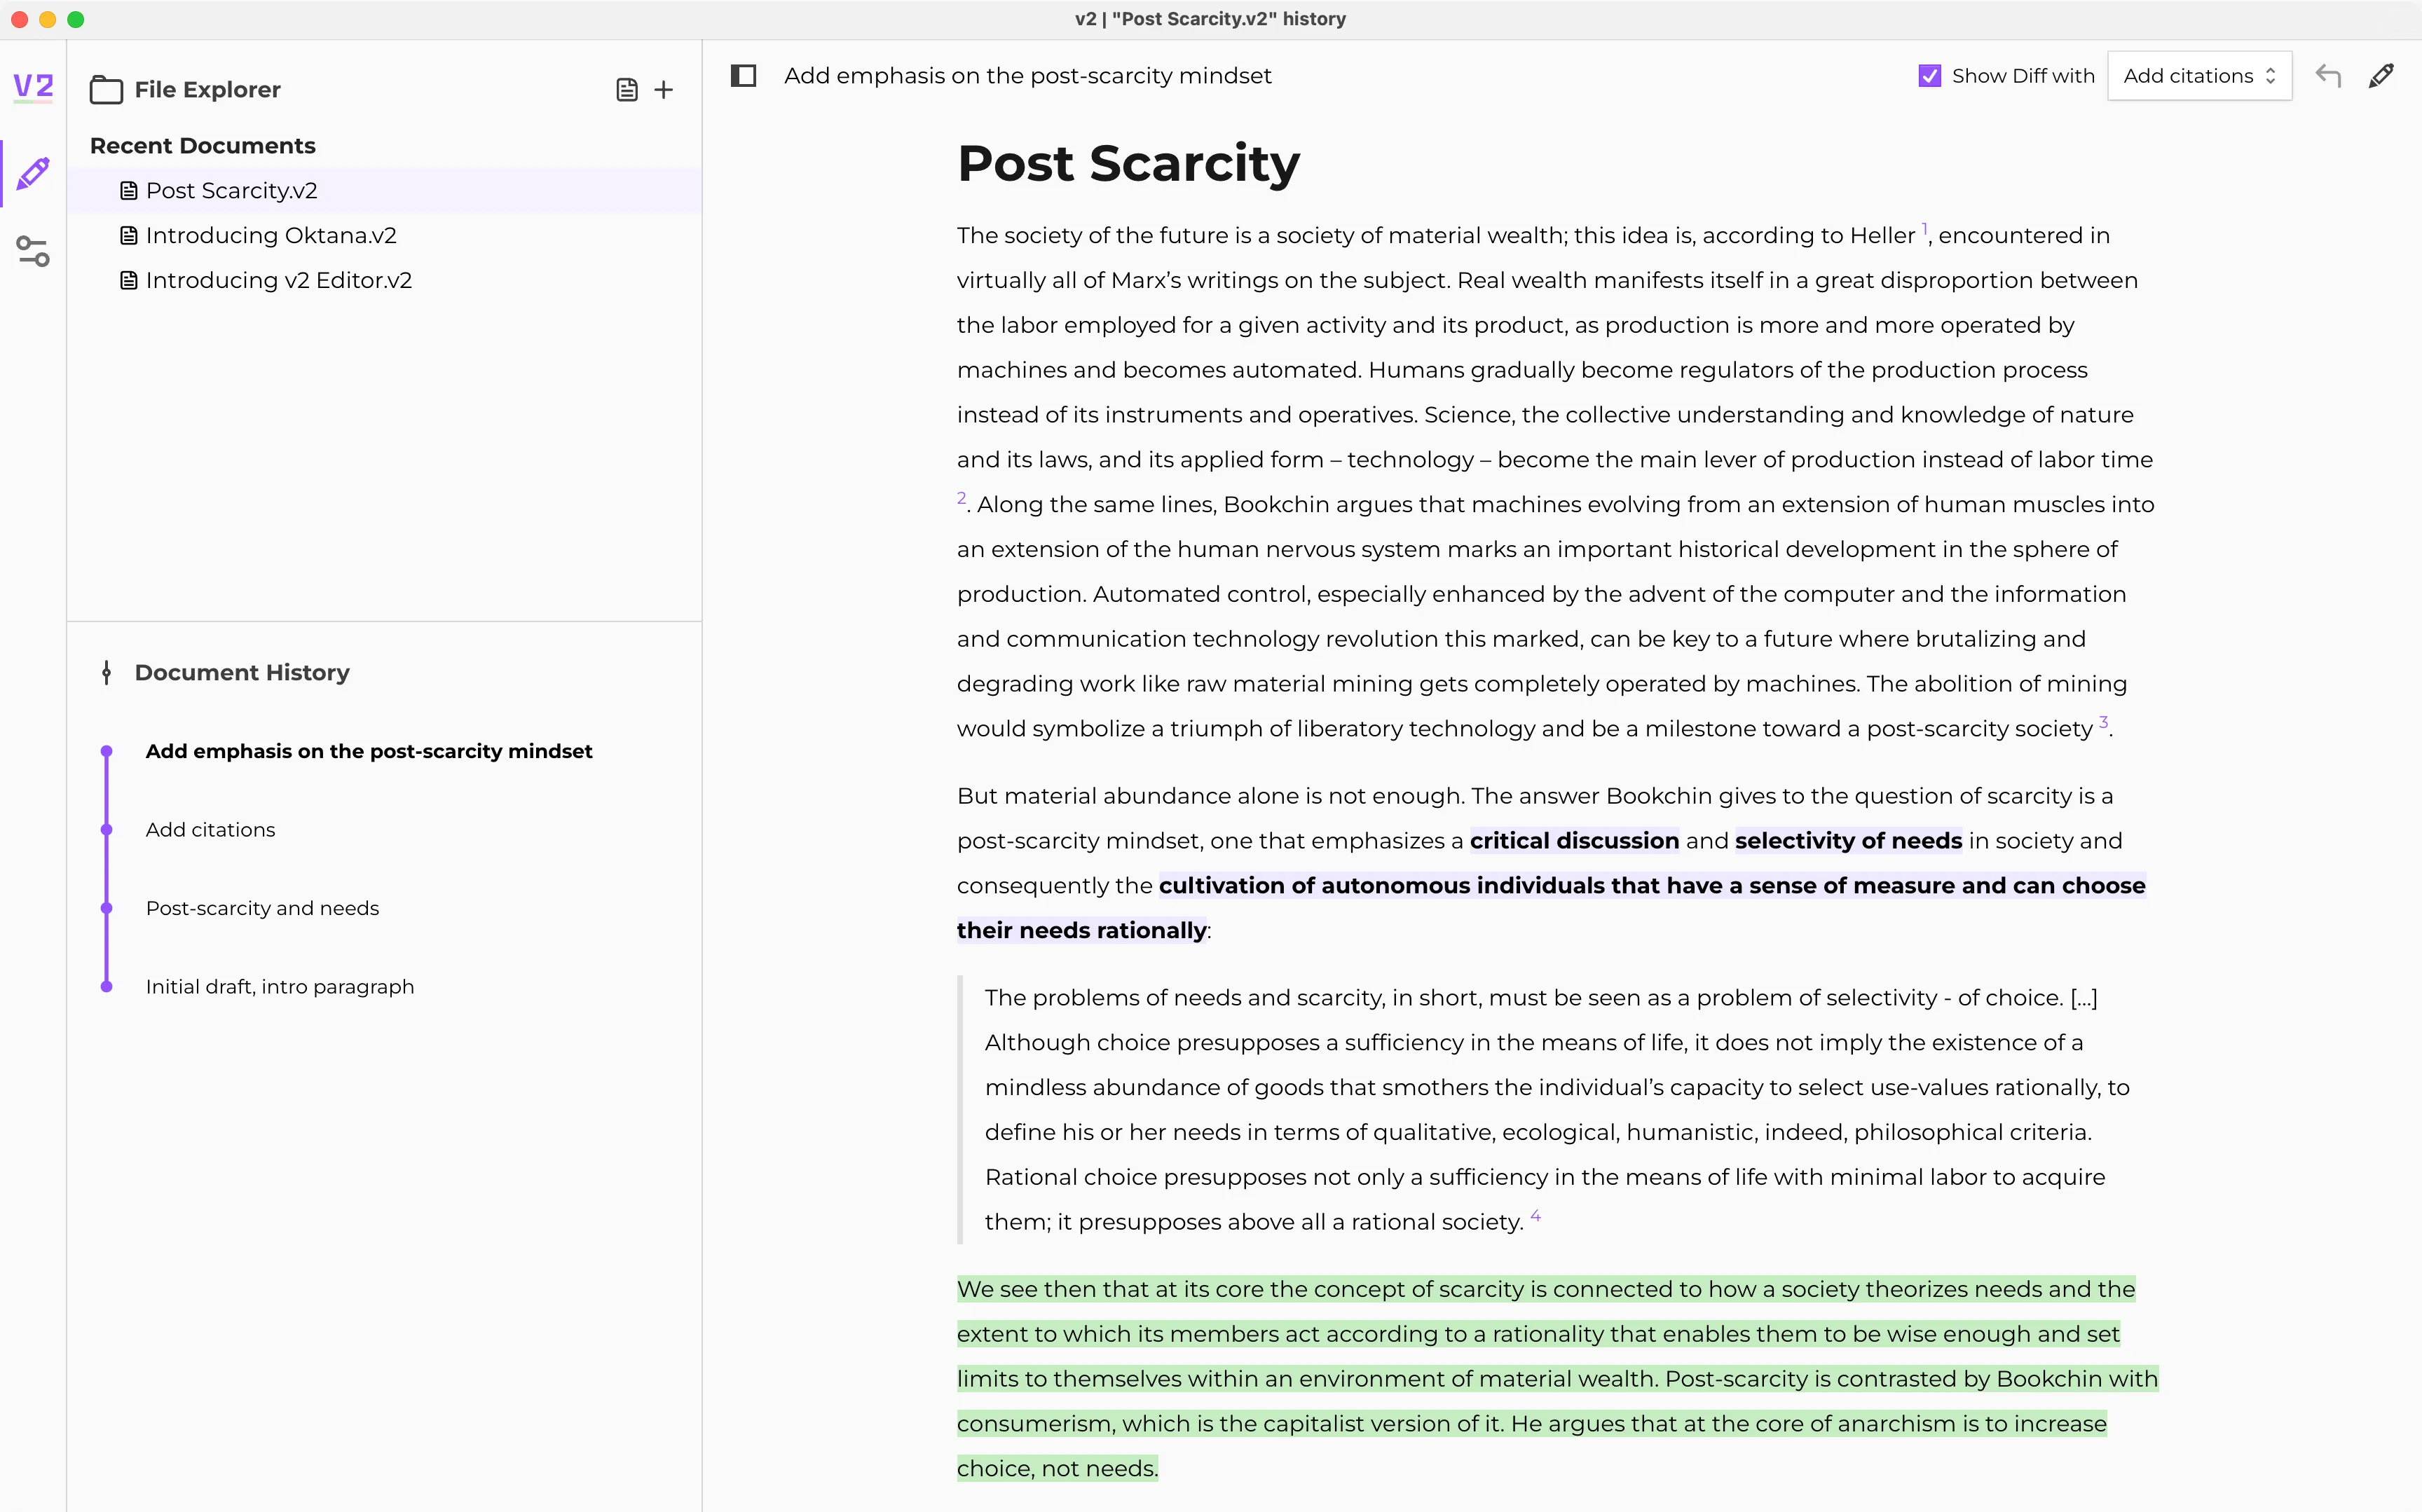 v2 | "Post Scarcity.v2" history
V2
File Explorer
Recent Documents
Post Scarcity.v2
Introducing Oktana.v2
Introducing v2 Editor.v2
Document History
Add emphasis on the post-scarcity mindset
Add citations
Post-scarcity and needs
Initial draft, intro paragraph
Add emphasis on the post-scarcity mindset
Show Diff with
Add citations
Post Scarcity
The society of the future is a society of material wealth; this idea is, according to Heller 1, encountered in
virtually all of Marx’s writings on the subject. Real wealth manifests itself in a great disproportion between
the labor employed for a given activity and its product, as production is more and more operated by
machines and becomes automated. Humans gradually become regulators of the production process
instead of its instruments and operatives. Science, the collective understanding and knowledge of nature
and its laws, and its applied form – technology – become the main lever of production instead of labor time
2. Along the same lines, Bookchin argues that machines evolving from an extension of human muscles into
an extension of the human nervous system marks an important historical development in the sphere of
production. Automated control, especially enhanced by the advent of the computer and the information
and communication technology revolution this marked, can be key to a future where brutalizing and
degrading work like raw material mining gets completely operated by machines. The abolition of mining
would symbolize a triumph of liberatory technology and be a milestone toward a post-scarcity society 3.
But material abundance alone is not enough. The answer Bookchin gives to the question of scarcity is a
post-scarcity mindset, one that emphasizes a critical discussion and selectivity of needs in society and
consequently the cultivation of autonomous individuals that have a sense of measure and can choose
their needs rationally:
The problems of needs and scarcity, in short, must be seen as a problem of selectivity - of choice. [...]
Although choice presupposes a sufficiency in the means of life, it does not imply the existence of a
mindless abundance of goods that smothers the individual’s capacity to select use-values rationally, to
define his or her needs in terms of qualitative, ecological, humanistic, indeed, philosophical criteria.
Rational choice presupposes not only a sufficiency in the means of life with minimal labor to acquire
them; it presupposes above all a rational society. 4
We see then that at its core the concept of scarcity is connected to how a society theorizes needs and the
extent to which its members act according to a rationality that enables them to be wise enough and set
limits to themselves within an environment of material wealth. Post-scarcity is contrasted by Bookchin with
consumerism, which is the capitalist version of it. He argues that at the core of anarchism is to increase
choice, not needs.